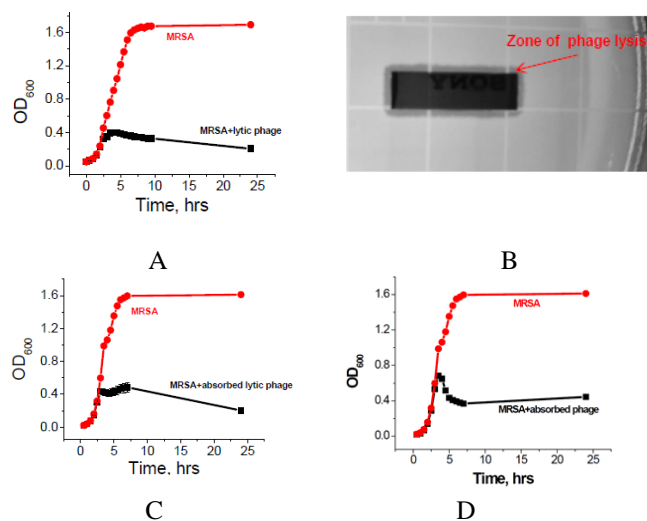 A
B
1.6
1.2
0.8
0.4
0.0
OD600
MRSA
MRSA+lytic phage
0 5 10 15 20 25
Time, hrs
Zone of phage lysis
A
B
1.6
1.2
0.8
0.4
0.0
OD600
MRSA
MRSA+absorbed lytic phage
0 5 10 15 20 25
Time, hrs
1.6
1.2
0.8
0.4
0.0
OD600
MRSA
MRSA+absorbed phage
0 5 10 15 20 25
Time, hrs
C
D